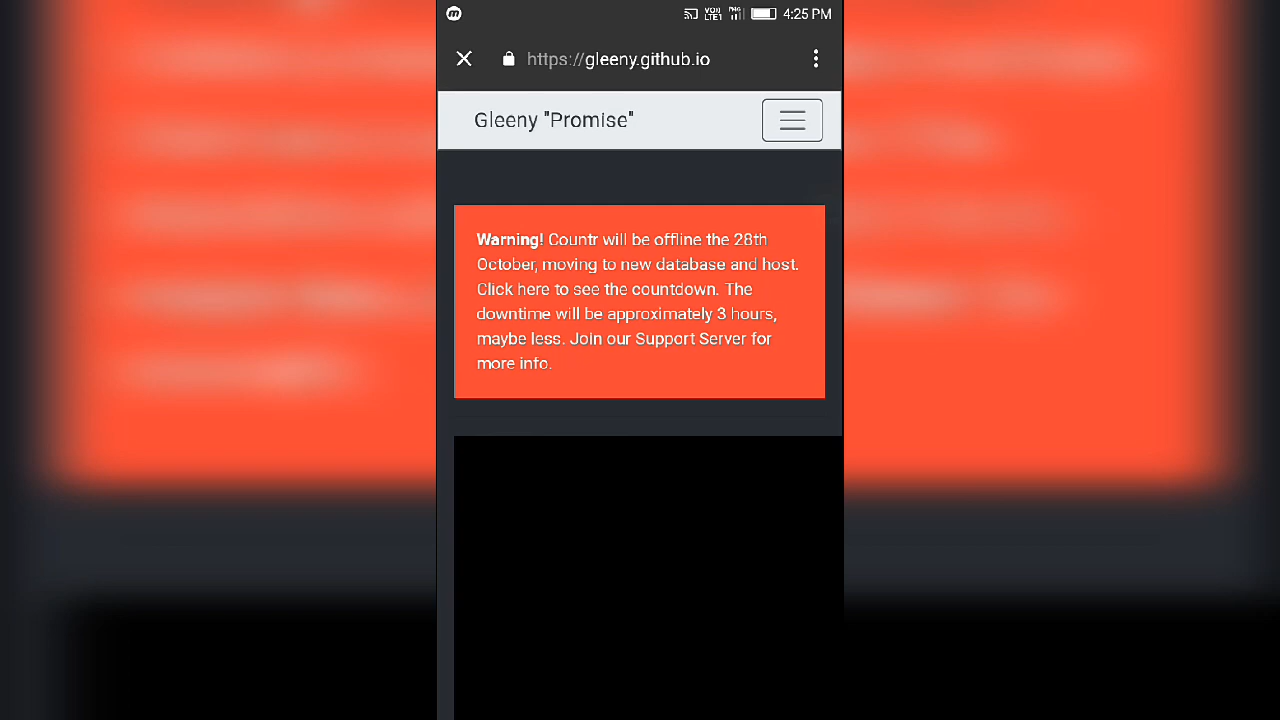 4:25 PM
https://gleeny.github.io
Gleeny "Promise"
Warning! Countr will be offline the 28th
October, moving to new database and host.
Click here to see the countdown. The
downtime will be approximately 3 hours,
maybe less. Join our Support Server for
more info.